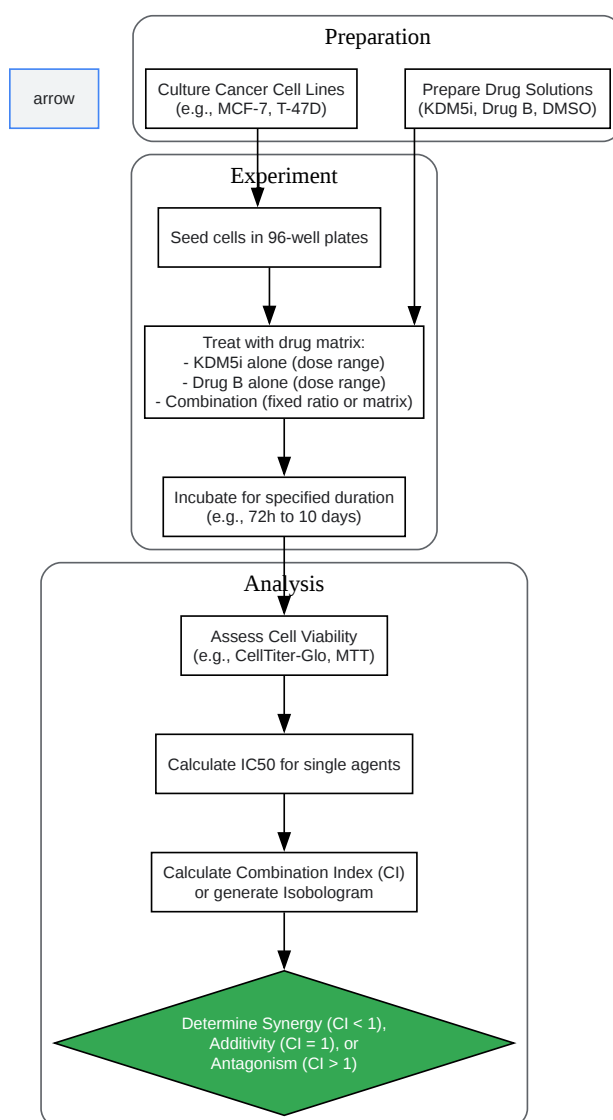 Preparation
arrow
Culture Cancer Cell Lines
(e.g., MCF-7, T-47D)
Prepare Drug Solutions
(KDM5i, Drug B, DMSO)
Experiment
Seed cells in 96-well plates
Treat with drug matrix:
- KDM5i alone (dose range)
- Drug B alone (dose range)
- Combination (fixed ratio or matrix)
Incubate for specified duration
(e.g., 72h to 10 days)
Analysis
Assess Cell Viability
(e.g., CellTiter-Glo, MTT)
Calculate IC50 for single agents
Calculate Combination Index (CI)
or generate Isobologram
Determine Synergy (CI < 1),
Additivity (CI = 1), or
Antagonism (CI > 1)